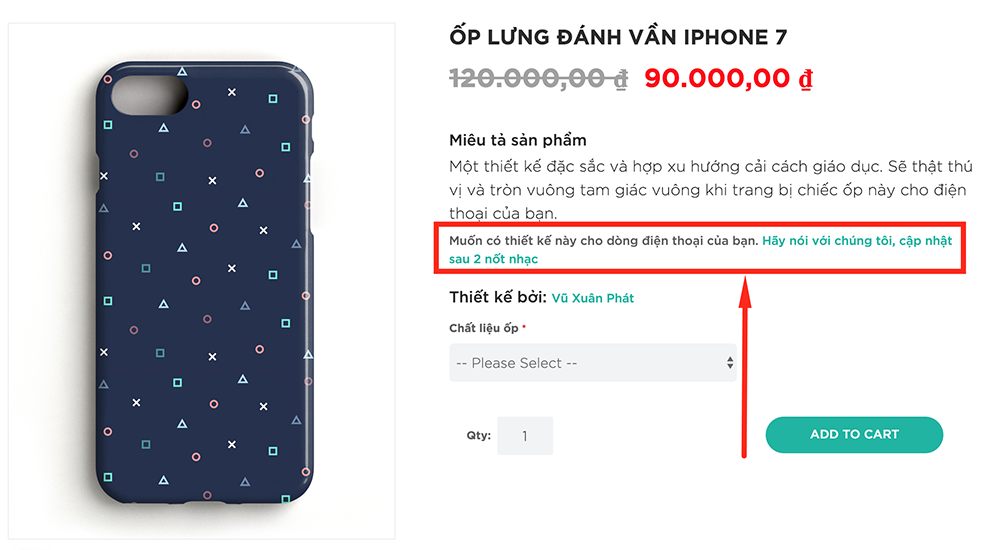 ỐP LƯNG ĐÁNH VẦN IPHONE 7
120.000,00 ₫ 90.000,00 ₫
Miêu tả sản phẩm
Một thiết kế đặc sắc và hợp xu hướng cải cách giáo dục. Sẽ thật thú
vị và tròn vuông tam giác vuông khi trang bị chiếc ốp này cho điện
thoại của bạn.
Muốn có thiết kế này cho dòng điện thoại của bạn. Hãy nói với chúng tôi, cập nhật
sau 2 nốt nhạc
Thiết kế bởi: Vũ Xuân Phát
Chất liệu ốp *
-- Please Select --
Qty: 1 ADD TO CART